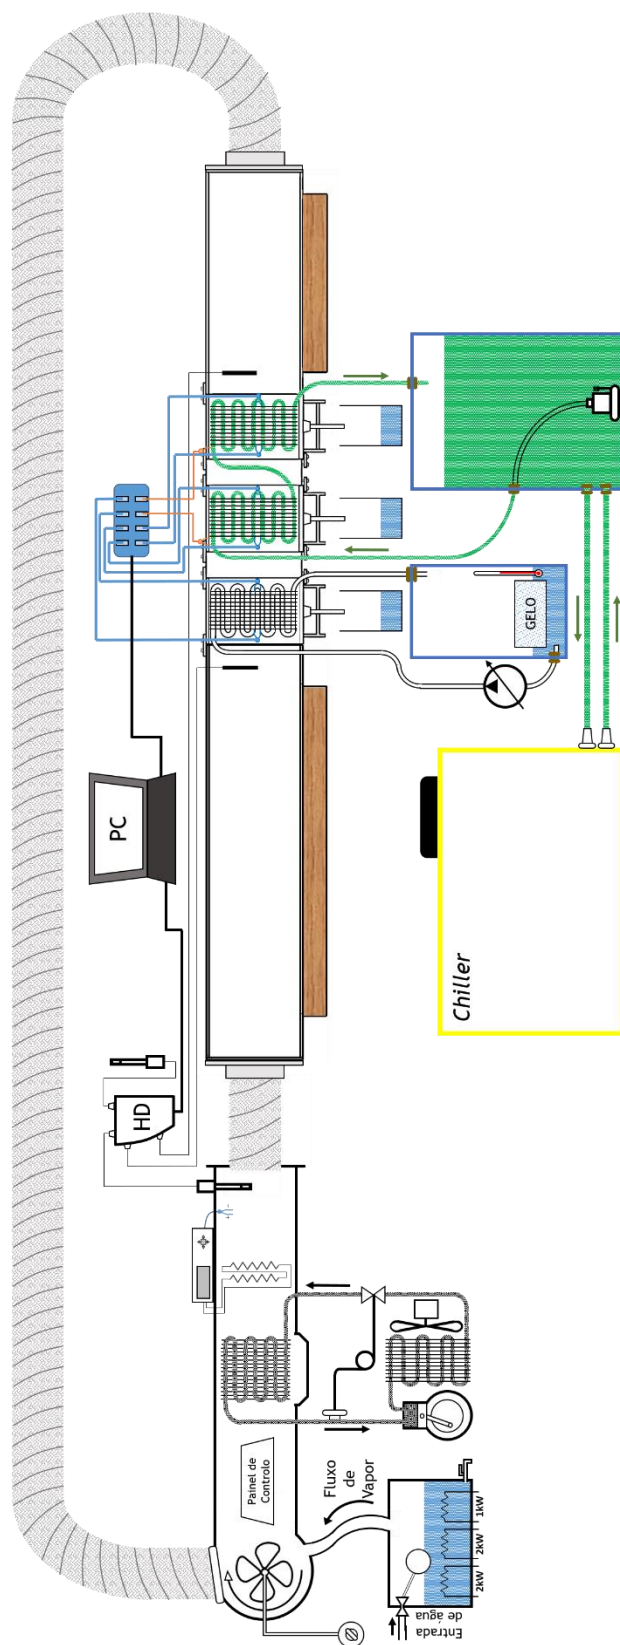 GELO
PC
Chiller
HD
Painel de
Controlo
Fluxo
de
Vapor
1kW
2kW
2kW
Entrada
de água